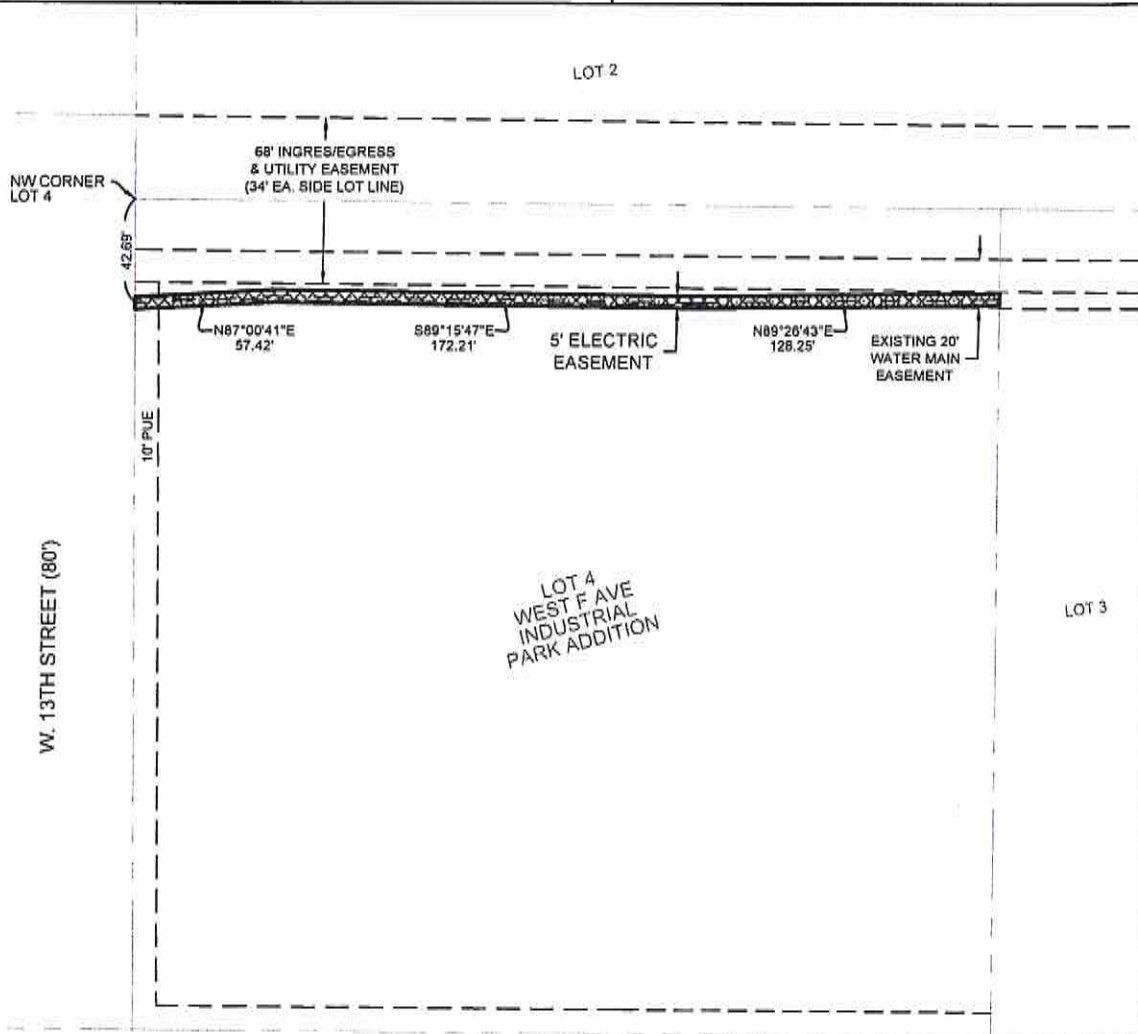 LOT 2
68' INGRES/EGRESS
& UTILITY EASEMENT
(34' EA. SIDE LOT LINE)
NW CORNER
LOT 4
42.69'
N87°00'41"E
57.42'
S89°15'47"E
172.21'
5' ELECTRIC
EASEMENT
N89°26'43"E
128.25'
EXISTING 20'
WATER MAIN
EASEMENT
10' PUE
W. 13TH STREET (80')
LOT 4
WEST F AVE
INDUSTRIAL
PARK ADDITION
LOT 3